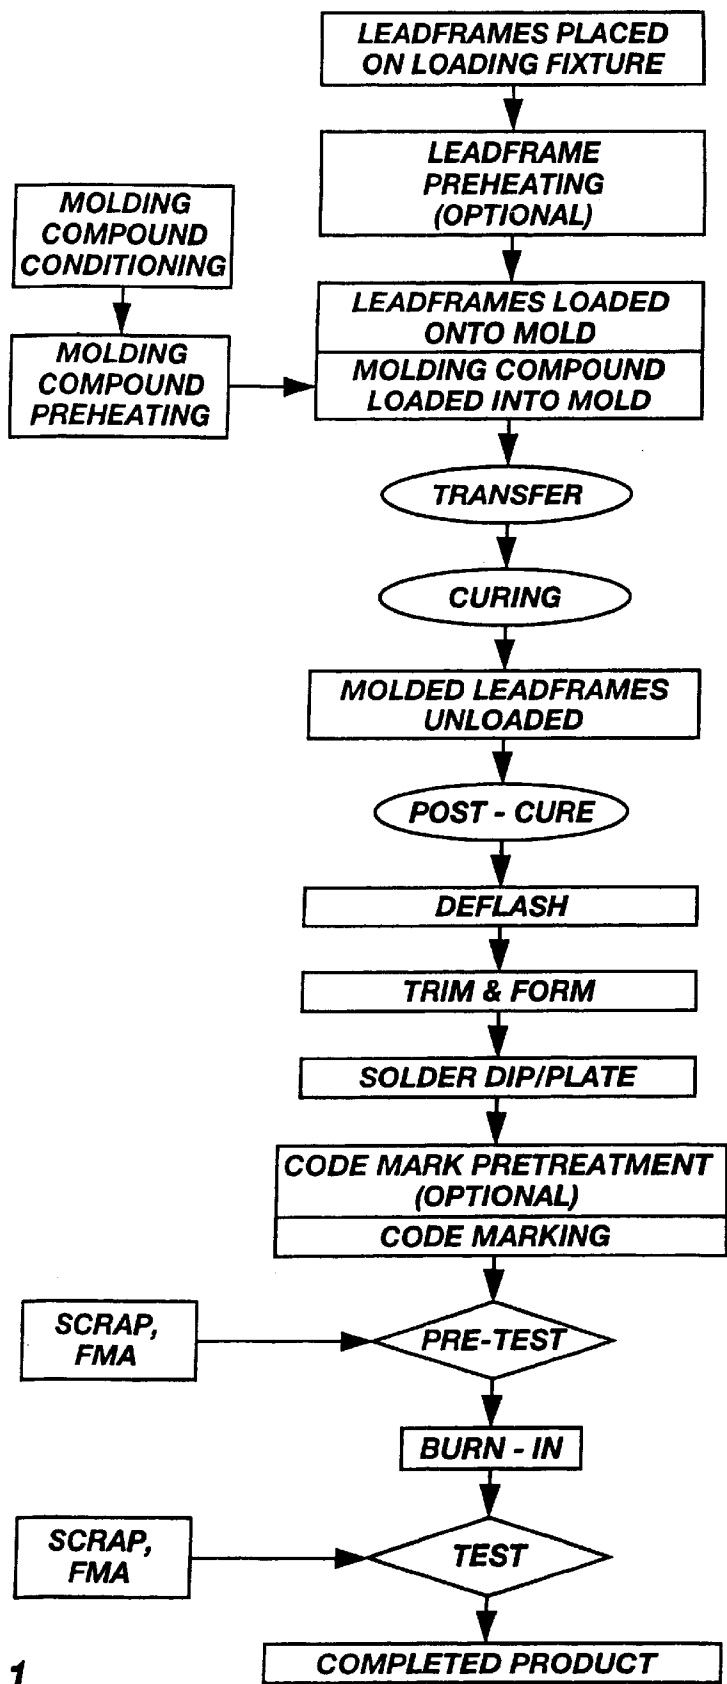 LEADFRAMES PLACED
ON LOADING FIXTURE
LEADFRAME
PREHEATING
(OPTIONAL)
MOLDING
COMPOUND
CONDITIONING
LEADFRAMES LOADED
ONTO MOLD
MOLDING
COMPOUND
PREHEATING
MOLDING COMPOUND
LOADED INTO MOLD
TRANSFER
CURING
MOLDED LEADFRAMES
UNLOADED
POST - CURE
DEFLASH
TRIM & FORM
SOLDER DIP/PLATE
CODE MARK PRETREATMENT
(OPTIONAL)
CODE MARKING
SCRAP,
FMA
PRE-TEST
BURN - IN
SCRAP,
FMA
TEST
COMPLETED PRODUCT
1